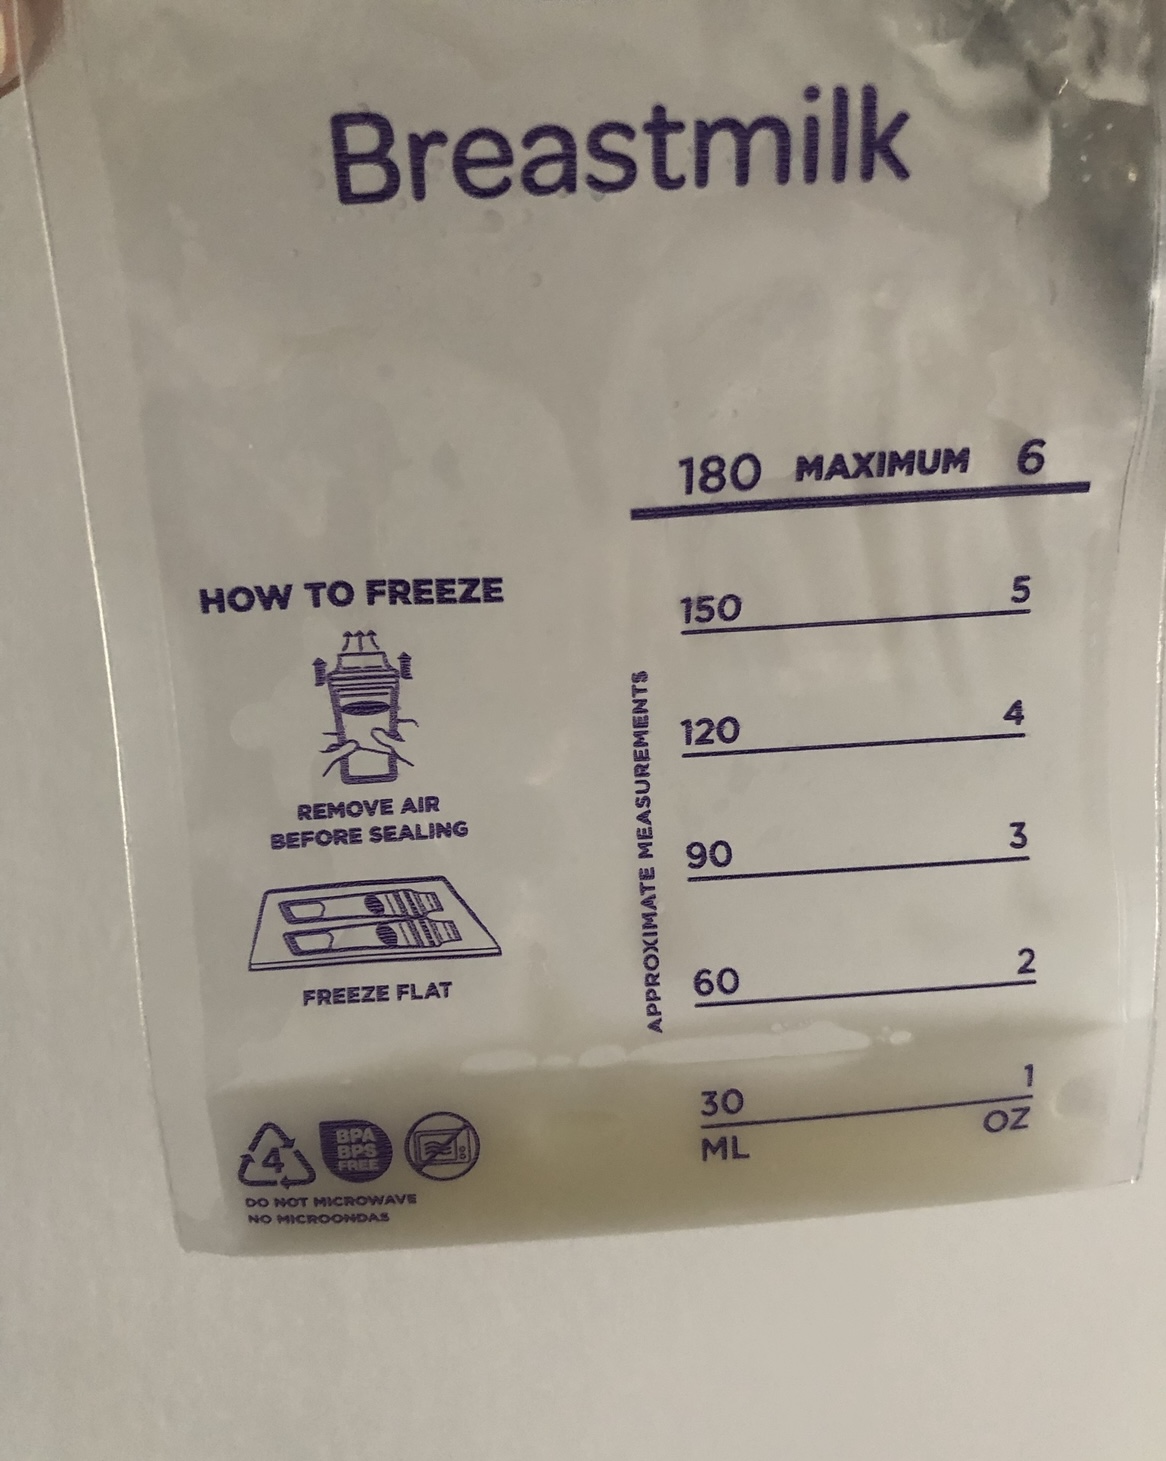 Breastmilk
180 MAXIMUM 6
HOW TO FREEZE
150 5
APPROXIMATE MEASUREMENTS
120 4
REMOVE AIR
BEFORE SEALING
90 3
60 2
FREEZE FLAT
30 1
ML OZ
4
BPA
BPS
FREE
DO NOT MICROWAVE
NO MICROONDAS